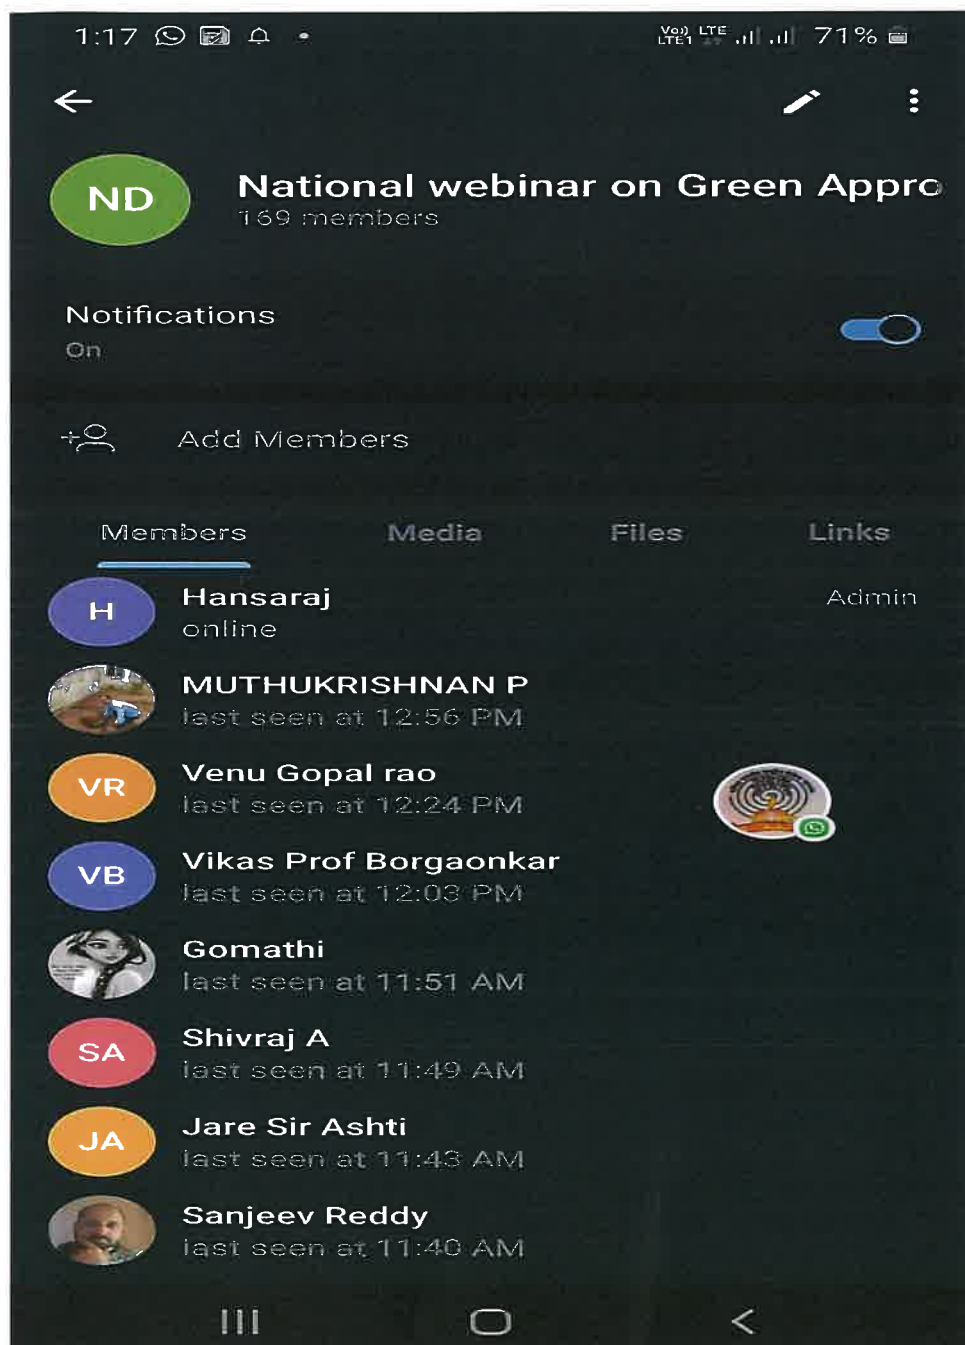 1:17 Vo)) LTE LTE1 71%
ND National webinar on Green Appro
169 members
Notifications
On
Add Members
Members Media Files Links
H Hansaraj Admin
online
MUTHUKRISHNAN P
last seen at 12:56 PM
VR Venu Gopal rao
last seen at 12:24 PM
VB Vikas Prof Borgaonkar
last seen at 12:03 PM
Gomathi
last seen at 11:51 AM
SA Shivraj A
last seen at 11:49 AM
JA Jare Sir Ashti
last seen at 11:43 AM
Sanjeev Reddy
last seen at 11:40 AM